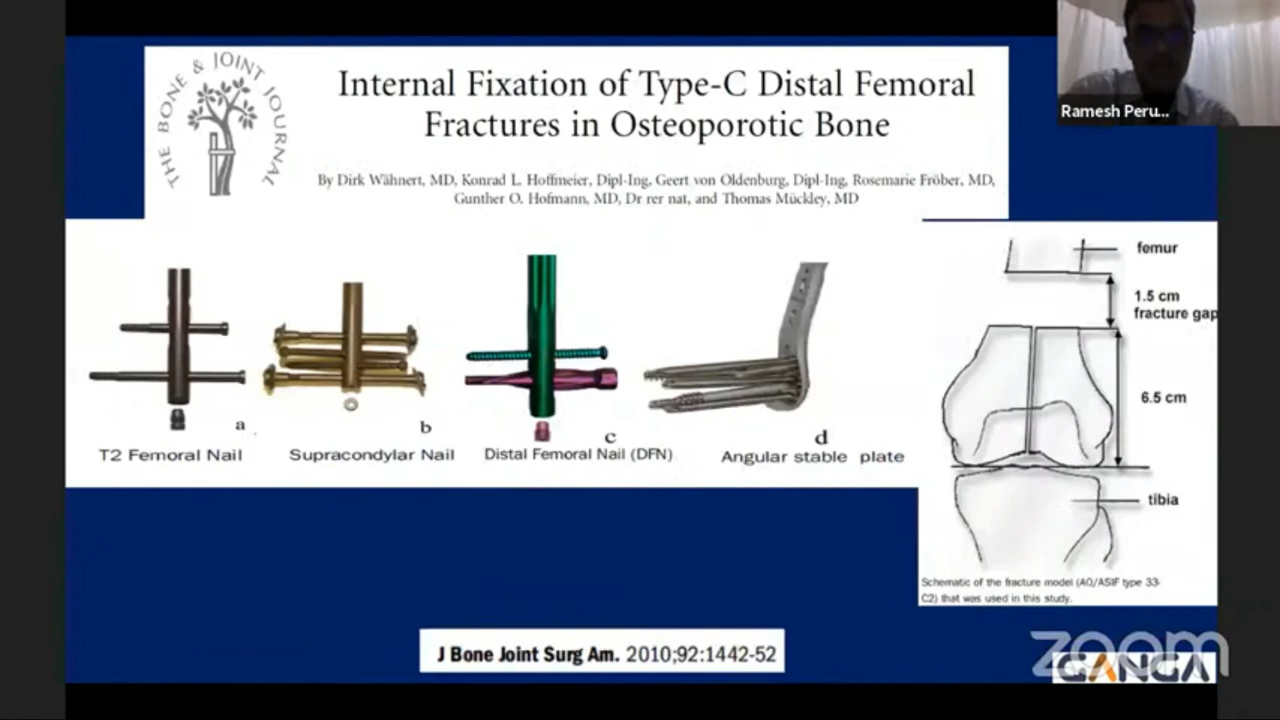 THE BONE & JOINT JOURNAL
Internal Fixation of Type-C Distal Femoral
Fractures in Osteoporotic Bone
By Dirk Wähnert, MD, Konrad L. Hoffmeier, Dipl-Ing, Geert von Oldenburg, Dipl-Ing, Rosemarie Fröber, MD,
Gunther O. Hofmann, MD, Dr rer nat, and Thomas Mückley, MD
Ramesh Peru...
a
b
c
d
T2 Femoral Nail
Supracondylar Nail
Distal Femoral Nail (DFN)
Angular stable plate
femur
1.5 cm
fracture gap
6.5 cm
tibia
Schematic of the fracture model (AO/ASIF type 33-
C2) that was used in this study.
J Bone Joint Surg Am. 2010;92:1442-52
zoom
GANGA